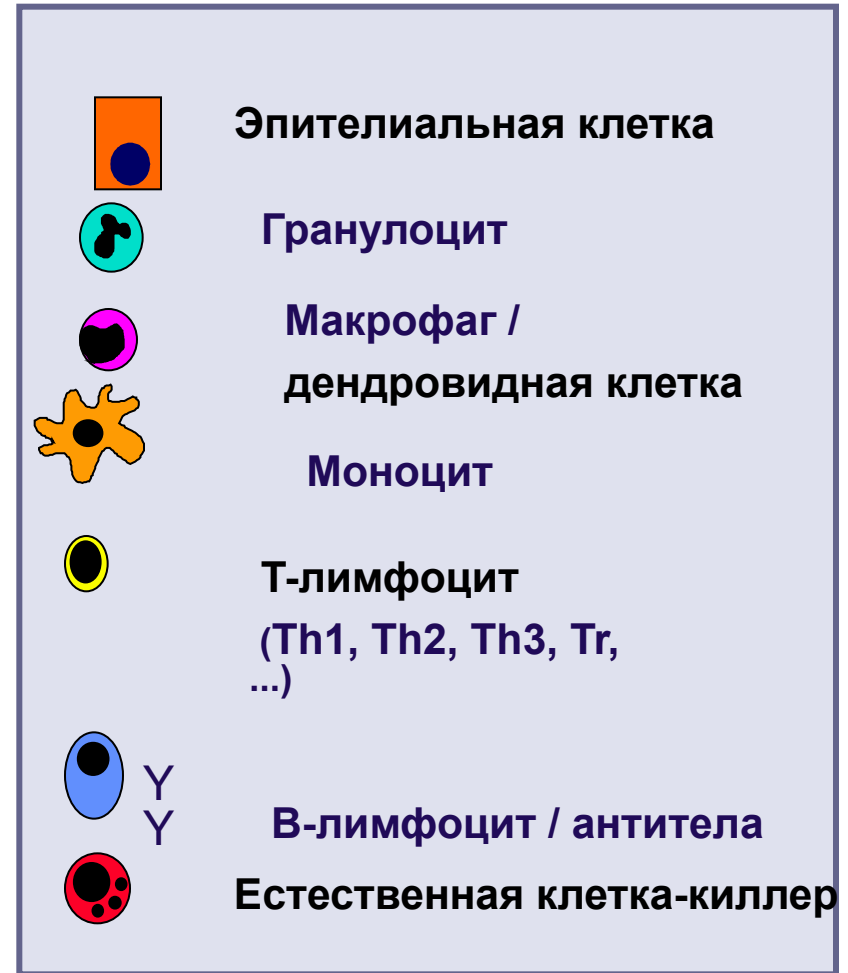 Эпителиальная клетка
Гранулоцит
Макрофаг /
дендровидная клетка
Моноцит
Т-лимфоцит
(Th1, Th2, Th3, Tr,
...)
Y
Y
В-лимфоцит / антитела
Естественная клетка-киллер